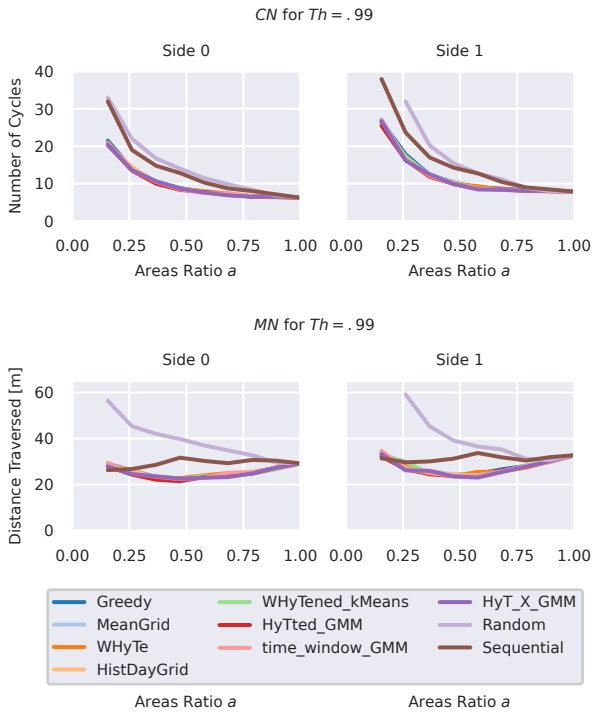 CN for Th = .99
Side 0
Side 1
Number of Cycles
40
30
20
10
0
0.00 0.25 0.50 0.75 1.00
0.00 0.25 0.50 0.75 1.00
Areas Ratio a
Areas Ratio a
MN for Th = .99
Side 0
Side 1
Distance Traversed [m]
60
40
20
0
0.00 0.25 0.50 0.75 1.00
0.00 0.25 0.50 0.75 1.00
Greedy
MeanGrid
WHyTe
HistDayGrid
WHyTened_kMeans
HyTted_GMM
time_window_GMM
HyT_X_GMM
Random
Sequential
Areas Ratio a
Areas Ratio a